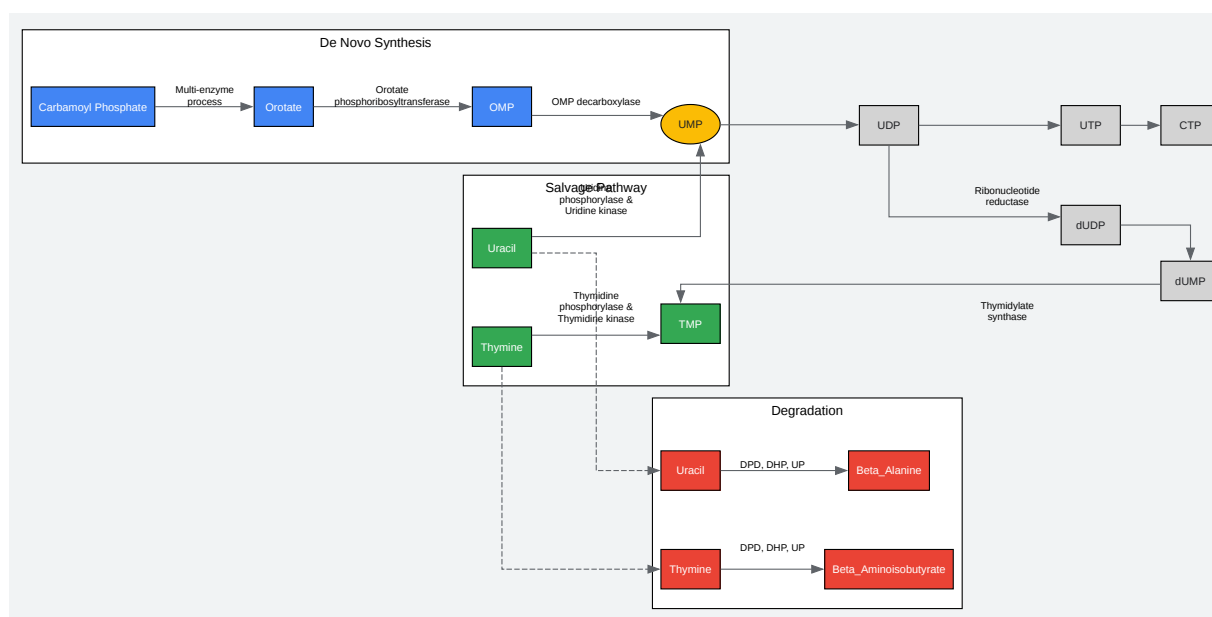 De Novo Synthesis
Carbamoyl Phosphate
Multi-enzyme
process
Orotate
Orotate
phosphoribosyltransferase
OMP
OMP decarboxylase
UMP
UDP
UTP
CTP
Salvage Pathway
Uridine
phosphorylase &
Uridine kinase
Uracil
Ribonucleotide
reductase
dUDP
dUMP
Thymidine
phosphorylase &
Thymidine kinase
Thymine
TMP
Thymidylate
synthase
Degradation
Uracil
DPD, DHP, UP
Beta_Alanine
Thymine
DPD, DHP, UP
Beta_Aminoisobutyrate